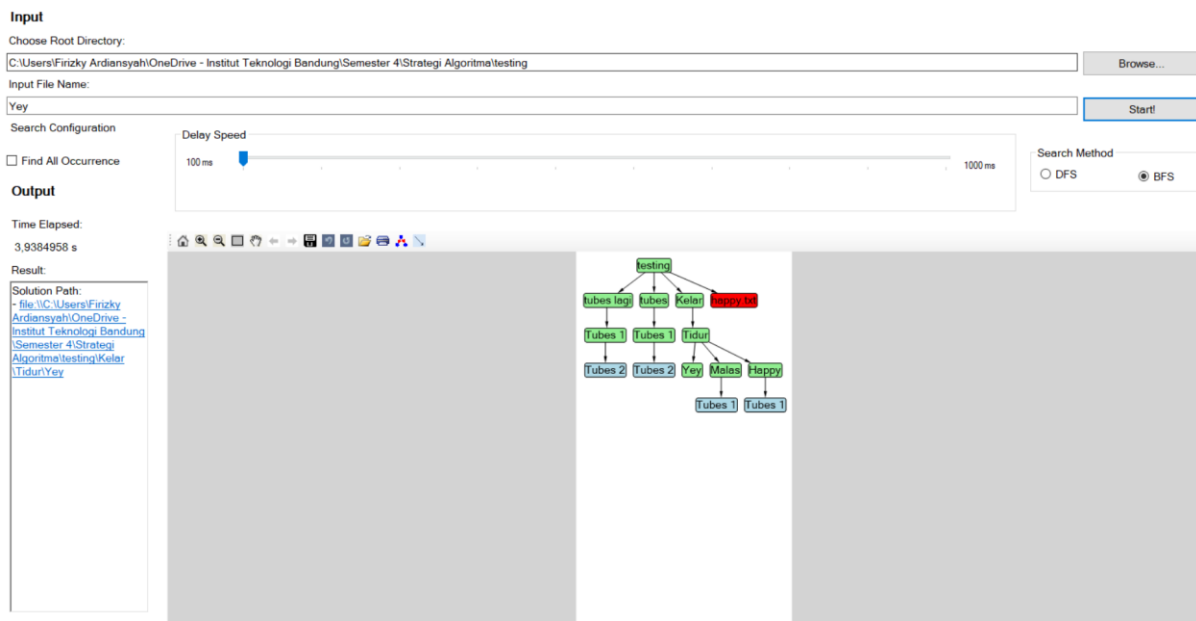 Input
Choose Root Directory:
C:\Users\Firizky Ardiansyah\OneDrive - Institut Teknologi Bandung\Semester 4\Strategi Algoritma\testing
Browse...
Input File Name:
Yey
Start!
Search Configuration
Delay Speed
100 ms
1000 ms
Find All Occurrence
Search Method
DFS
BFS
Output
Time Elapsed:
3,9384958 s
Result:
Solution Path:
- file:\\C:\Users\Firizky
Ardiansyah\OneDrive -
Institut Teknologi Bandung
\Semester 4\Strategi
Algoritma\testing\Kelar
\Tidur\Yey
testing
tubes lagi tubes Kelar happy.txt
Tubes 1 Tubes 1 Tidur
Tubes 2 Tubes 2 Yey Malas Happy
Tubes 1 Tubes 1